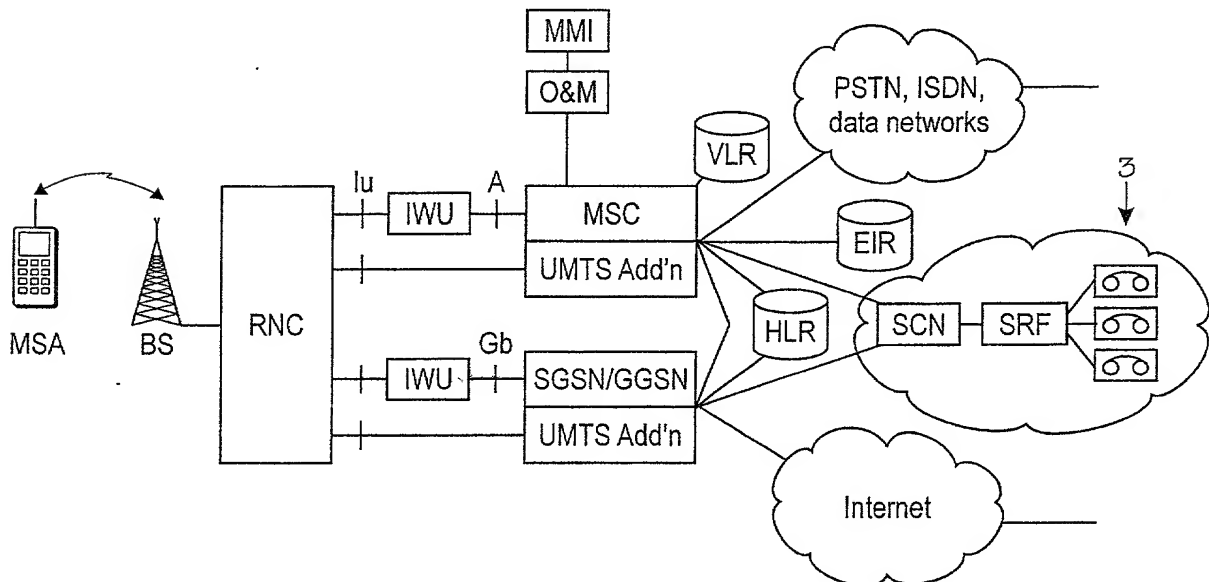 MMI
O&M
PSTN, ISDN,
data networks
VLR
3
Iu
A
IWU
MSC
EIR
UMTS Add'n
RNC
MSA
BS
HLR
SCN
SRF
Gb
IWU
SGSN/GGSN
UMTS Add'n
Internet